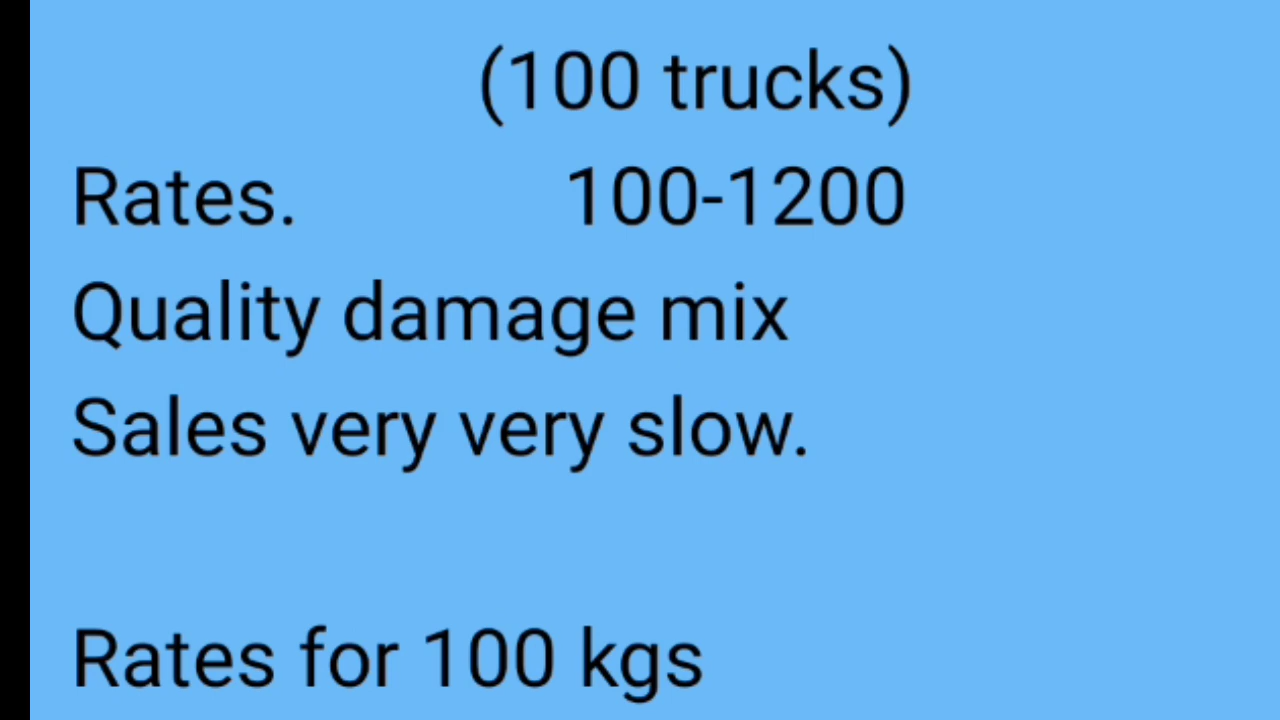 (100 trucks)
Rates. 100-1200
Quality damage mix
Sales very very slow.
Rates for 100 kgs